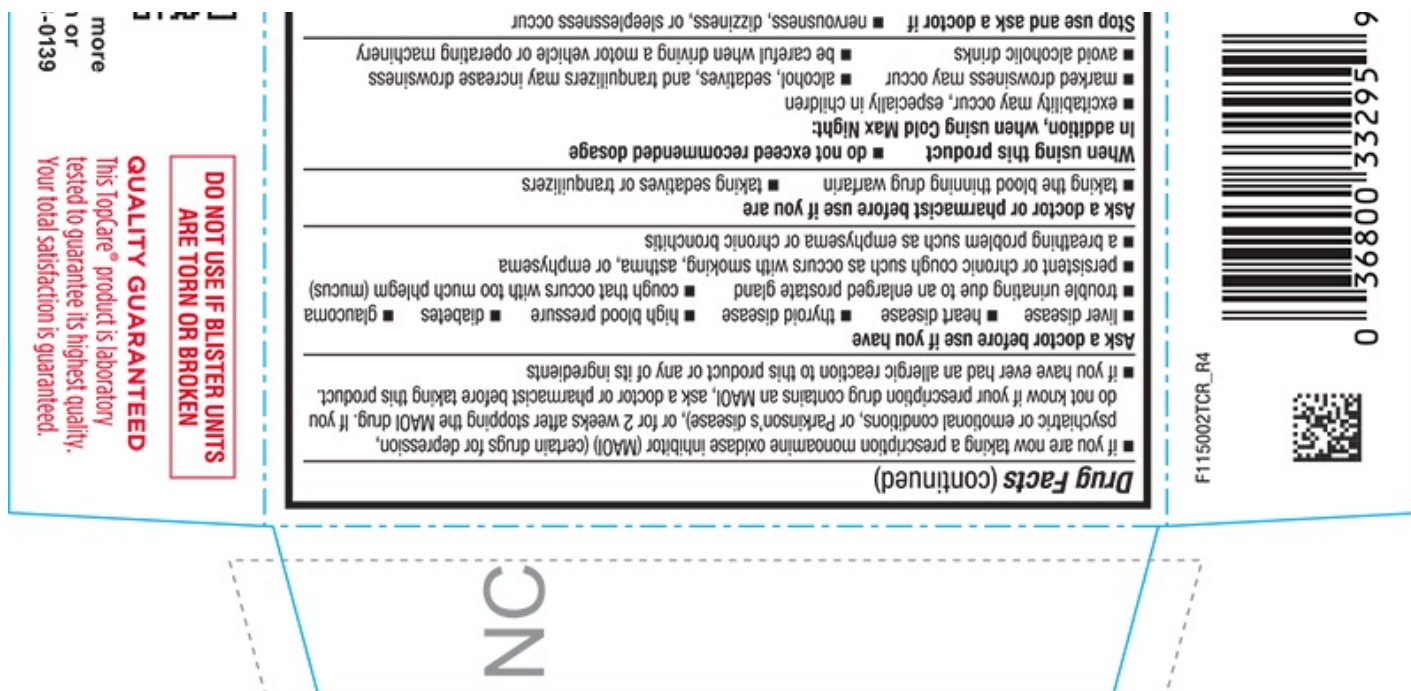 Drug Facts (continued)
■ if you are now taking a prescription monoamine oxidase inhibitor (MAOI) (certain drugs for depression,
psychiatric or emotional conditions, or Parkinson's disease), or for 2 weeks after stopping the MAOI drug. If you
do not know if your prescription drug contains an MAOI, ask a doctor or pharmacist before taking this product.
■ if you have ever had an allergic reaction to this product or any of its ingredients
Ask a doctor before use if you have
■ liver disease ■ heart disease ■ thyroid disease ■ high blood pressure ■ diabetes ■ glaucoma
■ trouble urinating due to an enlarged prostate gland ■ cough that occurs with too much phlegm (mucus)
■ persistent or chronic cough such as occurs with smoking, asthma, or emphysema
■ a breathing problem such as emphysema or chronic bronchitis
Ask a doctor or pharmacist before use if you are
■ taking the blood thinning drug warfarin ■ taking sedatives or tranquilizers
When using this product ■ do not exceed recommended dosage
In addition, when using Cold Max Night:
■ excitability may occur, especially in children
■ marked drowsiness may occur ■ alcohol, sedatives, and tranquilizers may increase drowsiness
■ avoid alcoholic drinks ■ be careful when driving a motor vehicle or operating machinery
Stop use and ask a doctor if ■ nervousness, dizziness, or sleeplessness occur
more
or
-0139
DO NOT USE IF BLISTER UNITS
ARE TORN OR BROKEN
QUALITY GUARANTEED
This TopCare® product is laboratory
tested to guarantee its highest quality.
Your total satisfaction is guaranteed.
0 36800 33295 9
F115002TCR_R4
NC